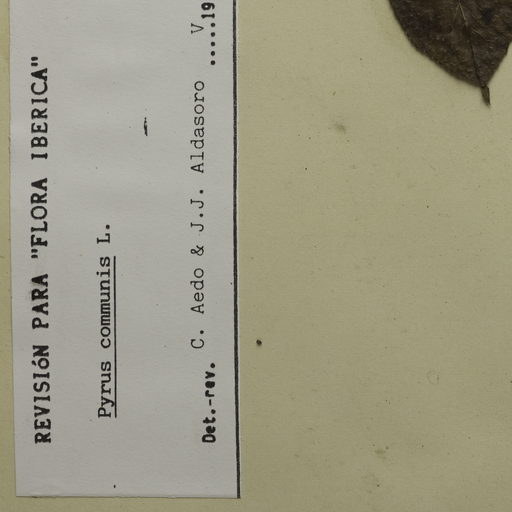 REVISIÓN PARA "FLORA IBERICA"
Pyrus communis L.
Det.-rev. C. Aedo & J.J. Aldasoro V .....19